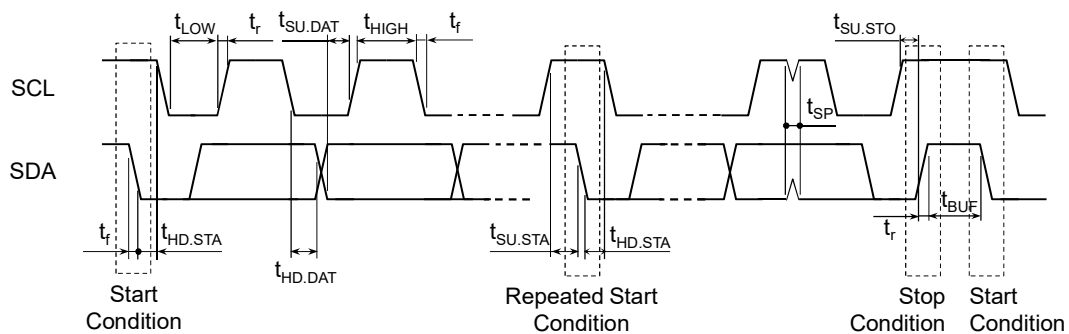 tLOW tr tSU.DAT tHIGH tf tSU.STO
SCL
tSP
SDA
tf tHD.STA tHD.DAT tSU.STA tHD.STA tr tBUF
Start
Condition
Repeated Start
Condition
Stop
Condition
Start
Condition